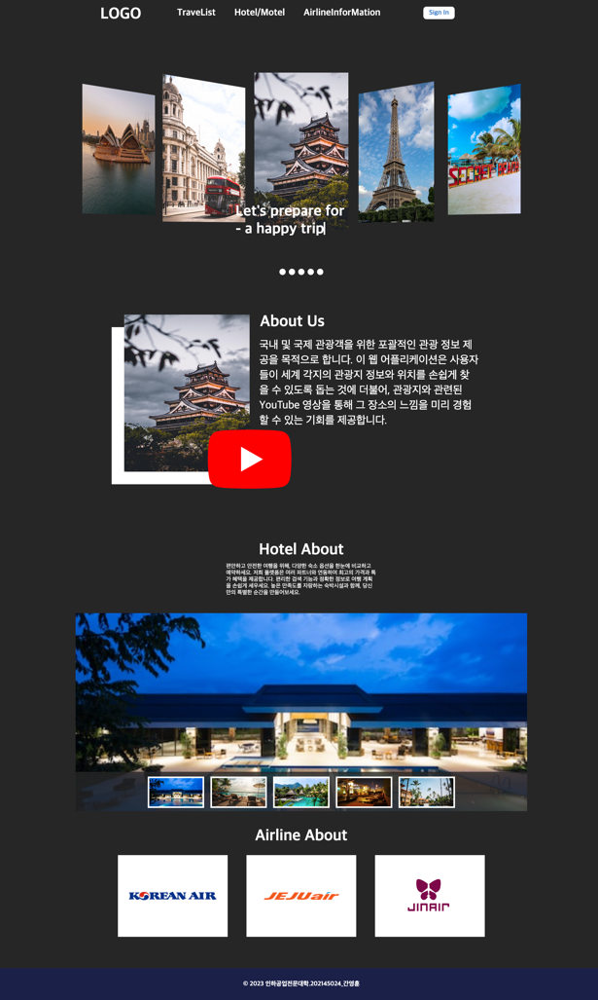 LOGO
TraveList
Hotel/Motel
AirlineInforMation
Sign In
SECRET
Let's prepare for
- a happy trip
About Us
국내 및 국제 관광객을 위한 포괄적인 관광 정보 제
공을 목적으로 합니다. 이 웹 어플리케이션은 사용자
들이 세계 각지의 관광지 정보와 위치를 손쉽게 찾
을 수 있도록 돕는 것에 더불어, 관광지와 관련된
YouTube 영상을 통해 그 장소의 느낌을 미리 경험
할 수 있는 기회를 제공합니다.
Hotel About
편안하고 안전한 여행을 위해, 다양한 숙소 옵션을 한눈에 비교하고
예약하세요. 저희 플랫폼은 여러 파트너와 연동하여 최고의 가격과 특
가 혜택을 제공합니다. 편리한 검색 기능과 정확한 정보로 여행 계획
을 손쉽게 세우세요. 높은 만족도를 자랑하는 숙박시설과 함께, 당신
만의 특별한 순간을 만들어보세요.
Airline About
KOREAN AIR
JEJUair
JINAIR
© 2023 인하공업전문대학.202145024_간영훈